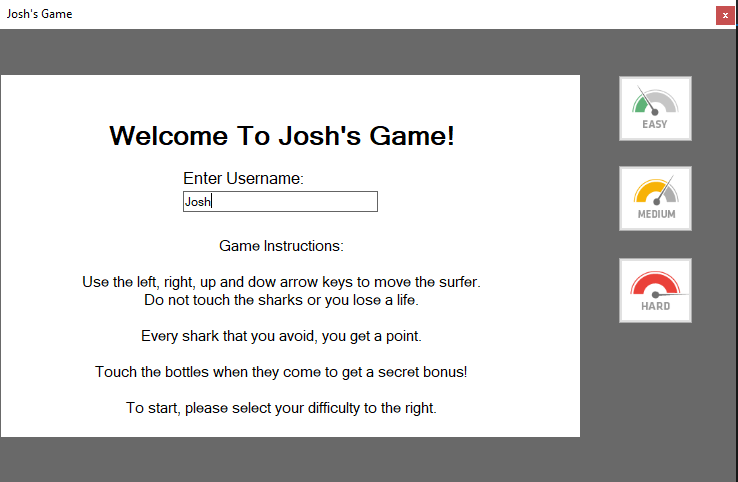 Josh's Game
x
Welcome To Josh's Game!
Enter Username:
Josh
Game Instructions:
Use the left, right, up and dow arrow keys to move the surfer.
Do not touch the sharks or you lose a life.
Every shark that you avoid, you get a point.
Touch the bottles when they come to get a secret bonus!
To start, please select your difficulty to the right.
EASY
MEDIUM
HARD